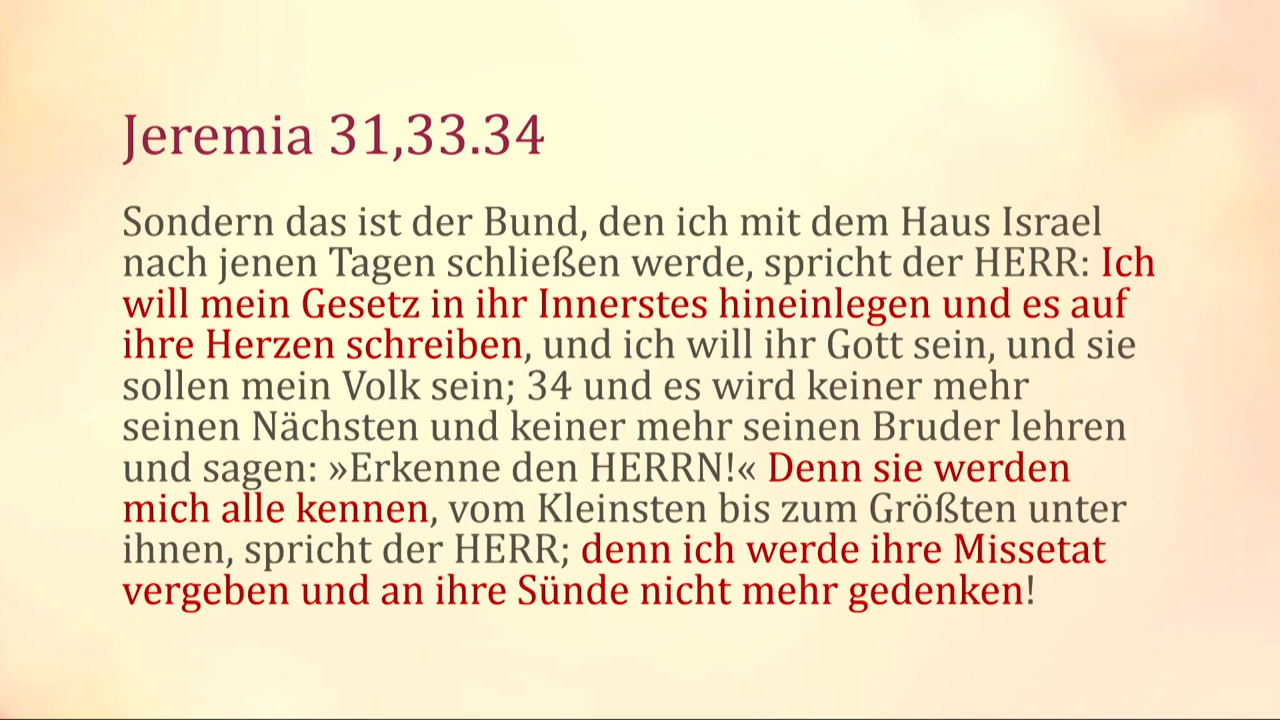 Jeremia 31,33.34
Sondern das ist der Bund, den ich mit dem Haus Israel
nach jenen Tagen schließen werde, spricht der HERR: Ich
will mein Gesetz in ihr Innerstes hineinlegen und es auf
ihre Herzen schreiben, und ich will ihr Gott sein, und sie
sollen mein Volk sein; 34 und es wird keiner mehr
seinen Nächsten und keiner mehr seinen Bruder lehren
und sagen: »Erkenne den HERRN!« Denn sie werden
mich alle kennen, vom Kleinsten bis zum Größten unter
ihnen, spricht der HERR; denn ich werde ihre Missetat
vergeben und an ihre Sünde nicht mehr gedenken!